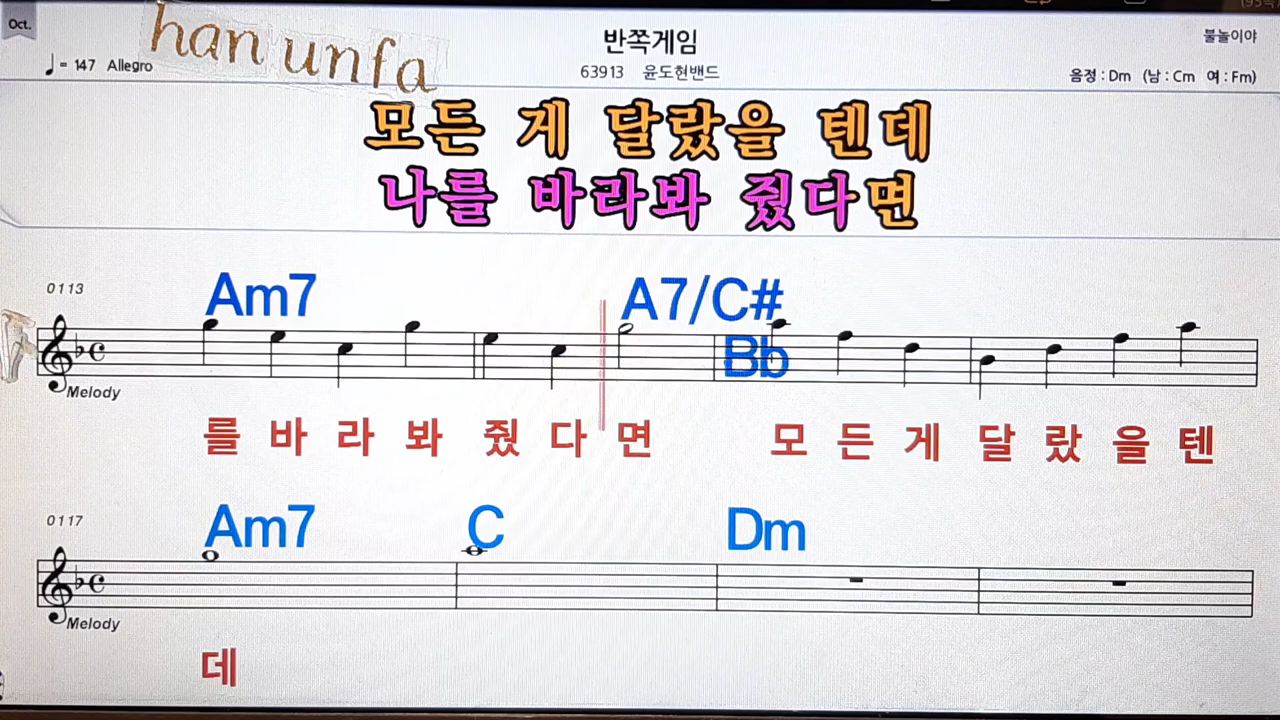 Oct.
han unfa
♩= 147 Allegro
반쪽게임
63913 윤도현밴드
불놀이야
음정 : Dm (남 : Cm 여 : Fm)
모든 게 달랐을 텐데
나를 바라봐 줬다면
0113
Am7 A7/C#
Bb
Melody
를 바 라 봐 줬 다 면 모 든 게 달 랐 을 텐
0117
Am7 C Dm
Melody
데